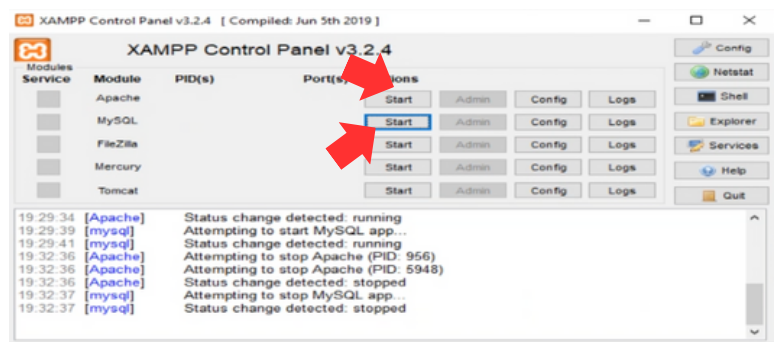 XAMPP Control Panel v3.2.4 [ Compiled: Jun 5th 2019 ]
XAMPP Control Panel v3.2.4
Config
Modules
Service Module PID(s) Port(s) Actions
Netstat
Apache Start Admin Config Logs
Shell
MySQL Start Admin Config Logs
Explorer
FileZilla Start Admin Config Logs
Services
Mercury Start Admin Config Logs
Help
Tomcat Start Admin Config Logs
Quit
19:29:34 [Apache] Status change detected: running
19:29:39 [mysql] Attempting to start MySQL app...
19:29:41 [mysql] Status change detected: running
19:32:36 [Apache] Attempting to stop Apache (PID: 956)
19:32:36 [Apache] Attempting to stop Apache (PID: 5948)
19:32:36 [Apache] Status change detected: stopped
19:32:37 [mysql] Attempting to stop MySQL app...
19:32:37 [mysql] Status change detected: stopped